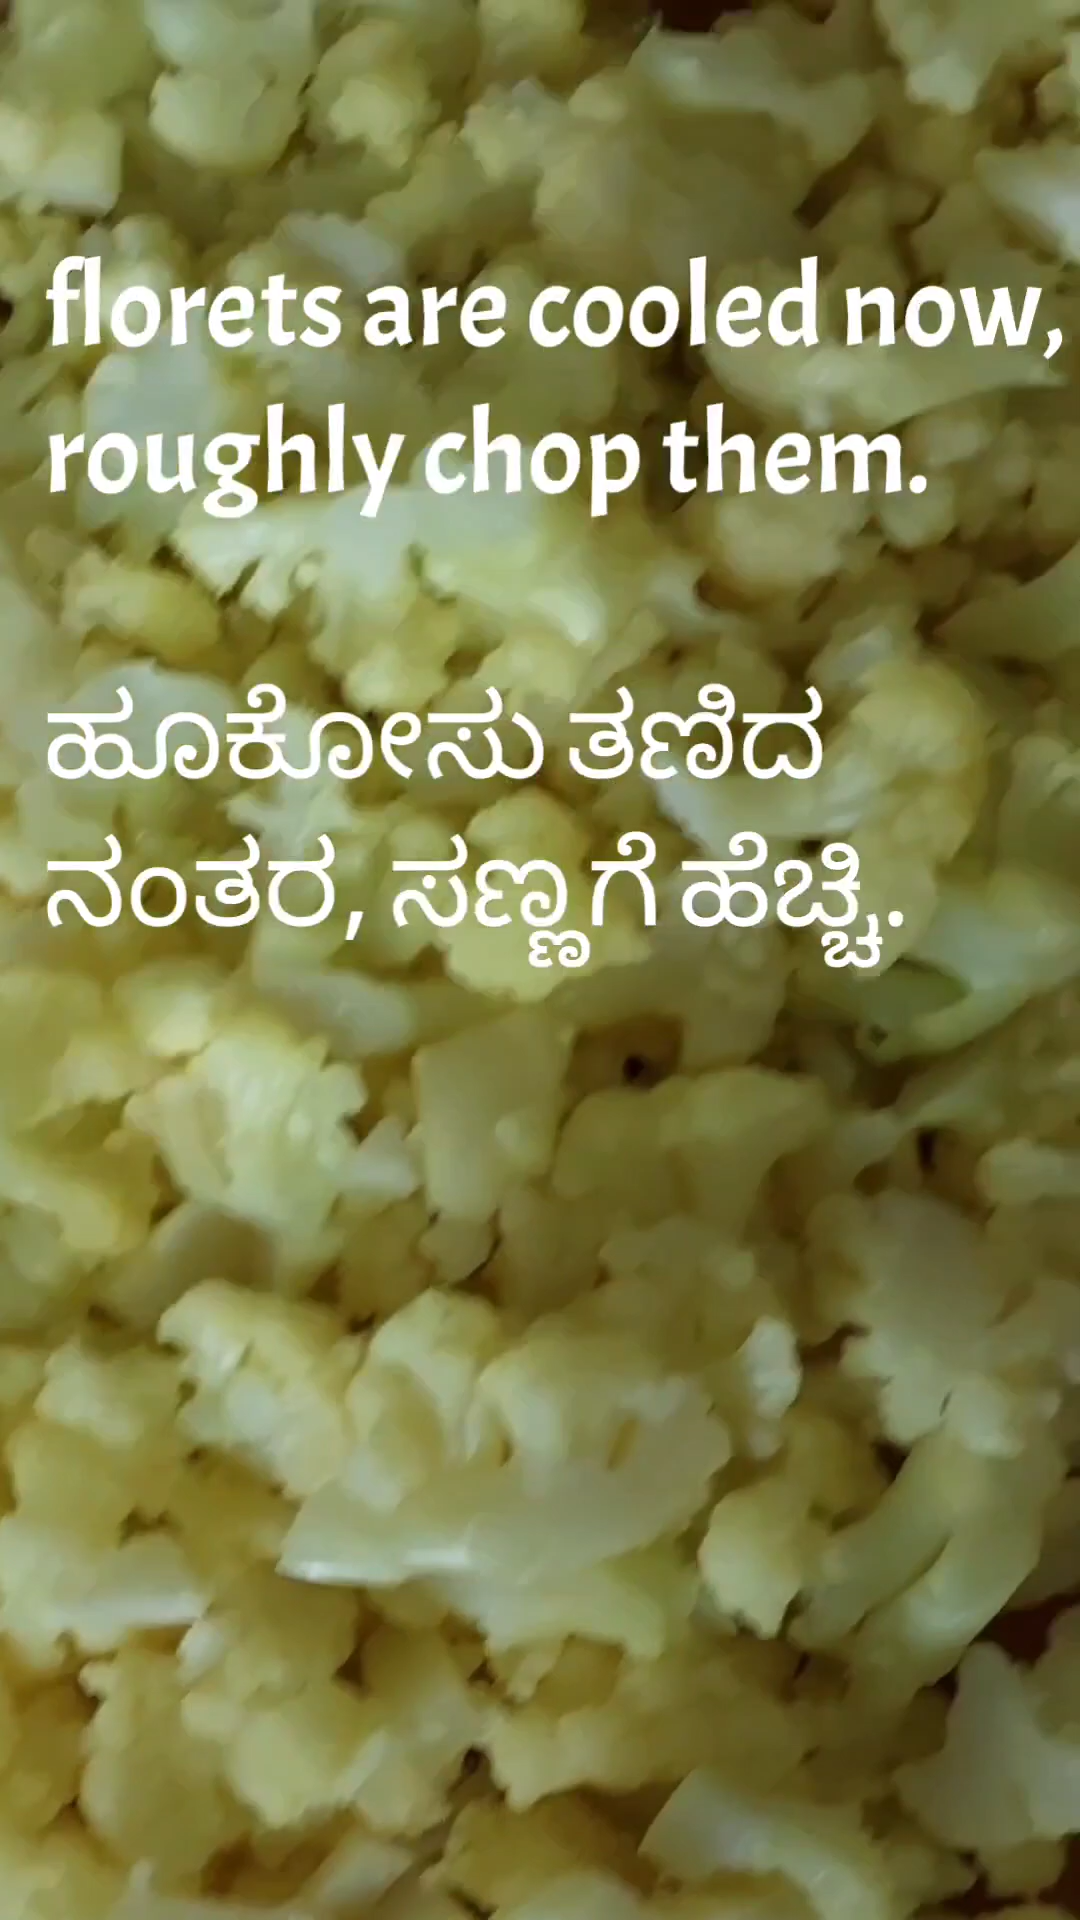 florets are cooled now,
roughly chop them.
ಹೂಕೋಸು ತಣಿದ
ನಂತರ, ಸಣ್ಣಗೆ ಹೆಚ್ಚಿ.